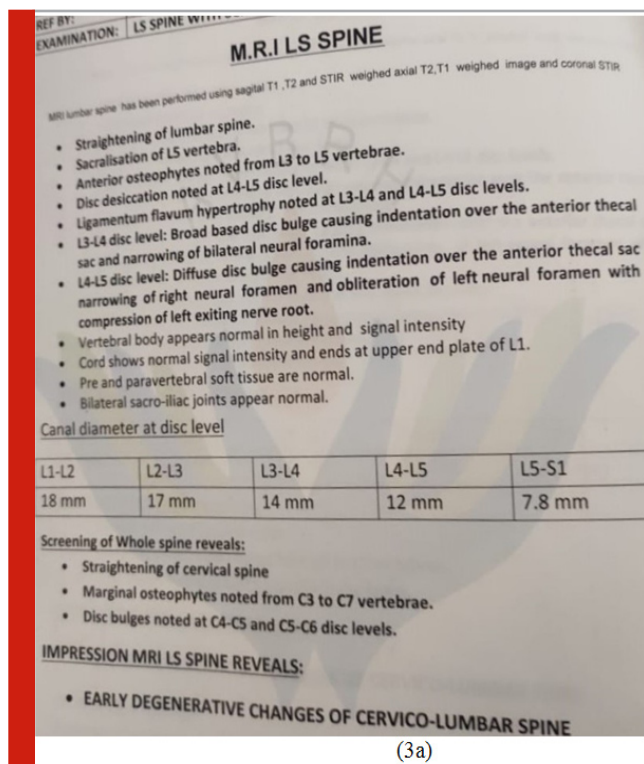 REF BY:
EXAMINATION: LS SPINE
M.R.I LS SPINE
MRI lumbar spine has been performed using sagital T1 ,T2 and STIR weighed axial T2,T1 weighed image and coronal STIR
• Straightening of lumbar spine.
• Sacralisation of L5 vertebra.
• Anterior osteophytes noted from L3 to L5 vertebrae.
• Disc desiccation noted at L4-L5 disc level.
• Ligamentum flavum hypertrophy noted at L3-L4 and L4-L5 disc levels.
• L3-L4 disc level: Broad based disc bulge causing indentation over the anterior thecal
sac and narrowing of bilateral neural foramina.
• L4-L5 disc level: Diffuse disc bulge causing indentation over the anterior thecal sac
narrowing of right neural foramen and obliteration of left neural foramen with
compression of left exiting nerve root.
• Vertebral body appears normal in height and signal intensity
• Cord shows normal signal intensity and ends at upper end plate of L1.
• Pre and paravertebral soft tissue are normal.
• Bilateral sacro-iliac joints appear normal.
Canal diameter at disc level
L1-L2 L2-L3 L3-L4 L4-L5 L5-S1
18 mm 17 mm 14 mm 12 mm 7.8 mm
Screening of Whole spine reveals:
• Straightening of cervical spine
• Marginal osteophytes noted from C3 to C7 vertebrae.
• Disc bulges noted at C4-C5 and C5-C6 disc levels.
IMPRESSION MRI LS SPINE REVEALS:
• EARLY DEGENERATIVE CHANGES OF CERVICO-LUMBAR SPINE
(3a)